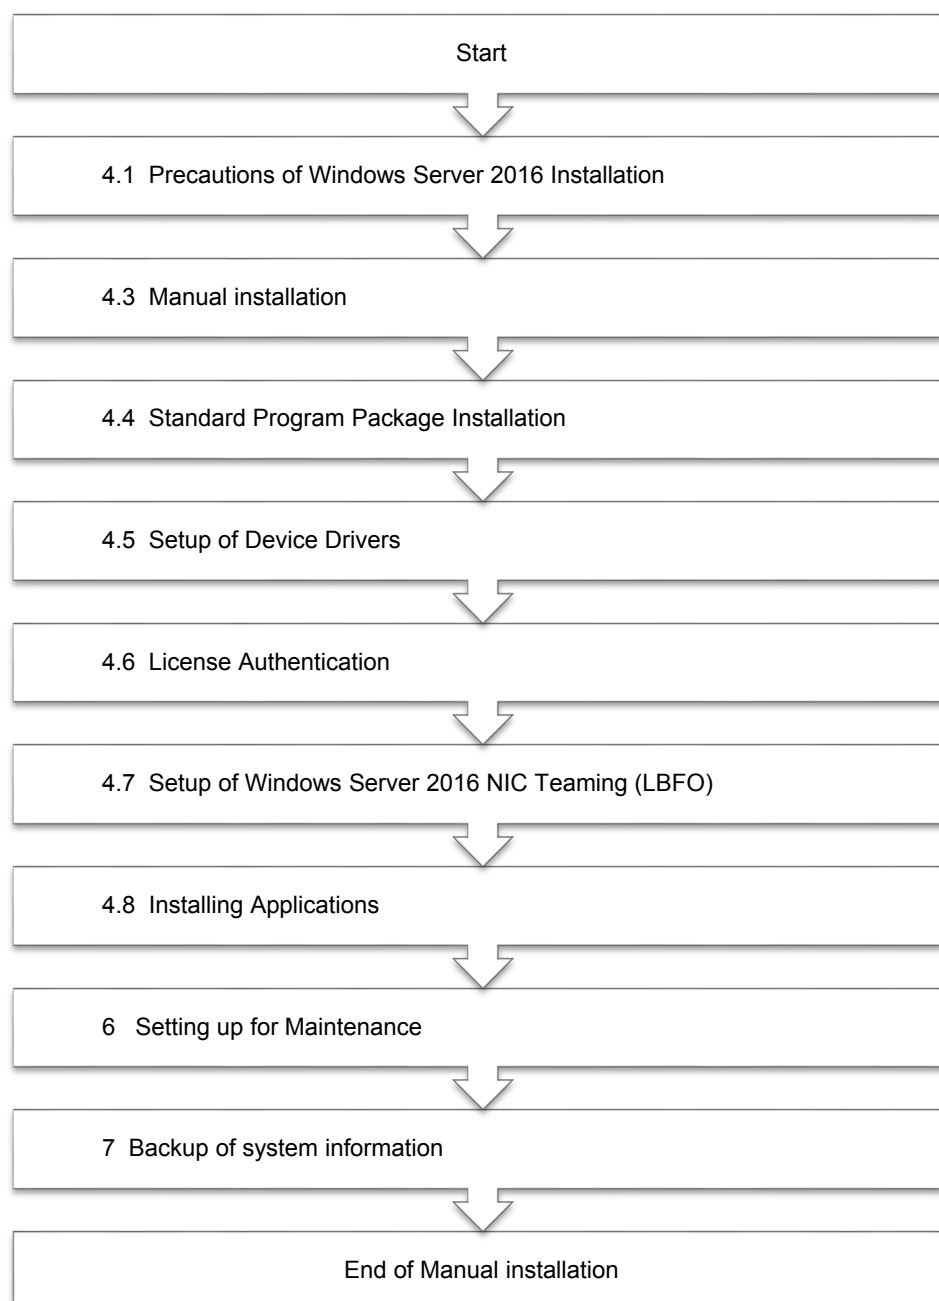 Start
4.1 Precautions of Windows Server 2016 Installation
4.3 Manual installation
4.4 Standard Program Package Installation
4.5 Setup of Device Drivers
4.6 License Authentication
4.7 Setup of Windows Server 2016 NIC Teaming (LBFO)
4.8 Installing Applications
6 Setting up for Maintenance
7 Backup of system information
End of Manual installation